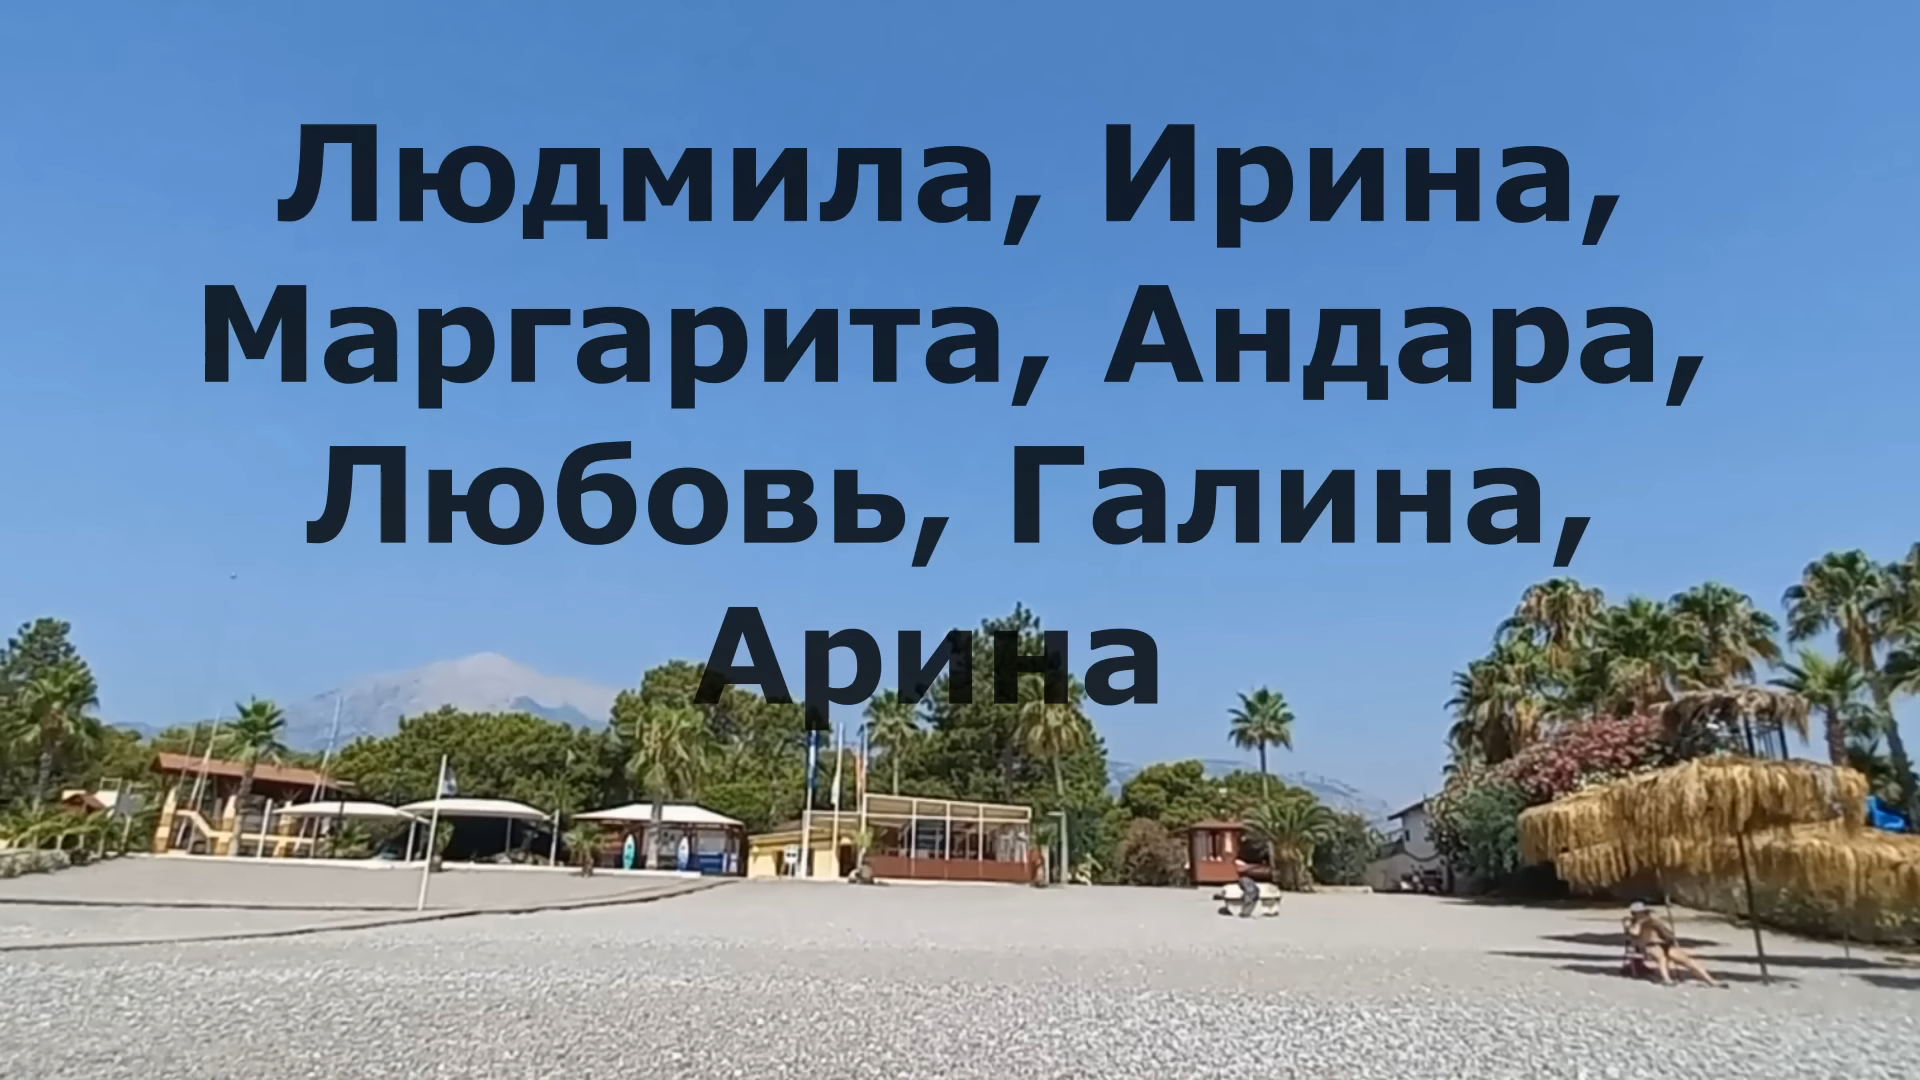 Людмила, Ирина,
Маргарита, Андара,
Любовь, Галина,
Арина